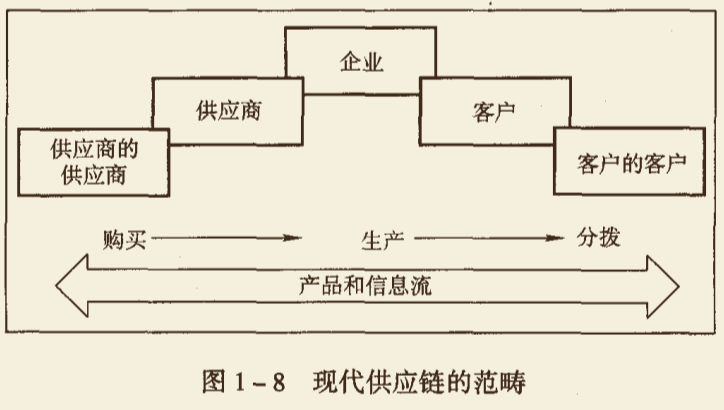 企业
供应商
客户
供应商的
供应商
客户的客户
购买
生产
分拨
产品和信息流
图1-8 现代供应链的范畴